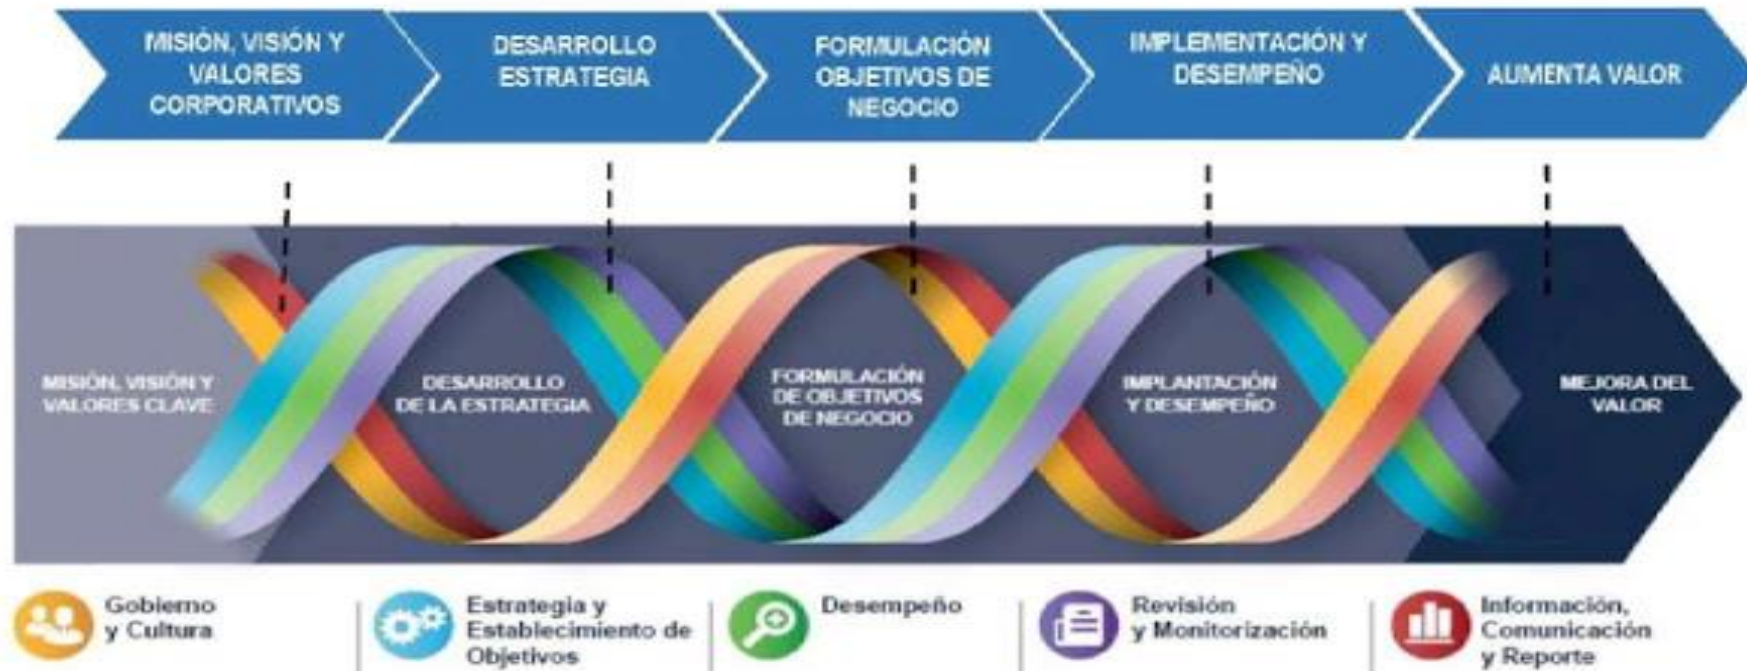 MISIÓN, VISIÓN Y
VALORES
CORPORATIVOS
DESARROLLO
ESTRATEGIA
FORMULACIÓN
OBJETIVOS DE
NEGOCIO
IMPLEMENTACIÓN Y
DESEMPEÑO
AUMENTA VALOR
MISIÓN, VISIÓN Y
VALORES CLAVE
DESARROLLO
DE LA ESTRATEGIA
FORMULACIÓN
DE OBJETIVOS
DE NEGOCIO
IMPLANTACIÓN
Y DESEMPEÑO
MEJORA DEL
VALOR
Gobierno
y Cultura
Estrategia y
Establecimiento de
Objetivos
Desempeño
Revisión
y Monitorización
Información,
Comunicación
y Reporte